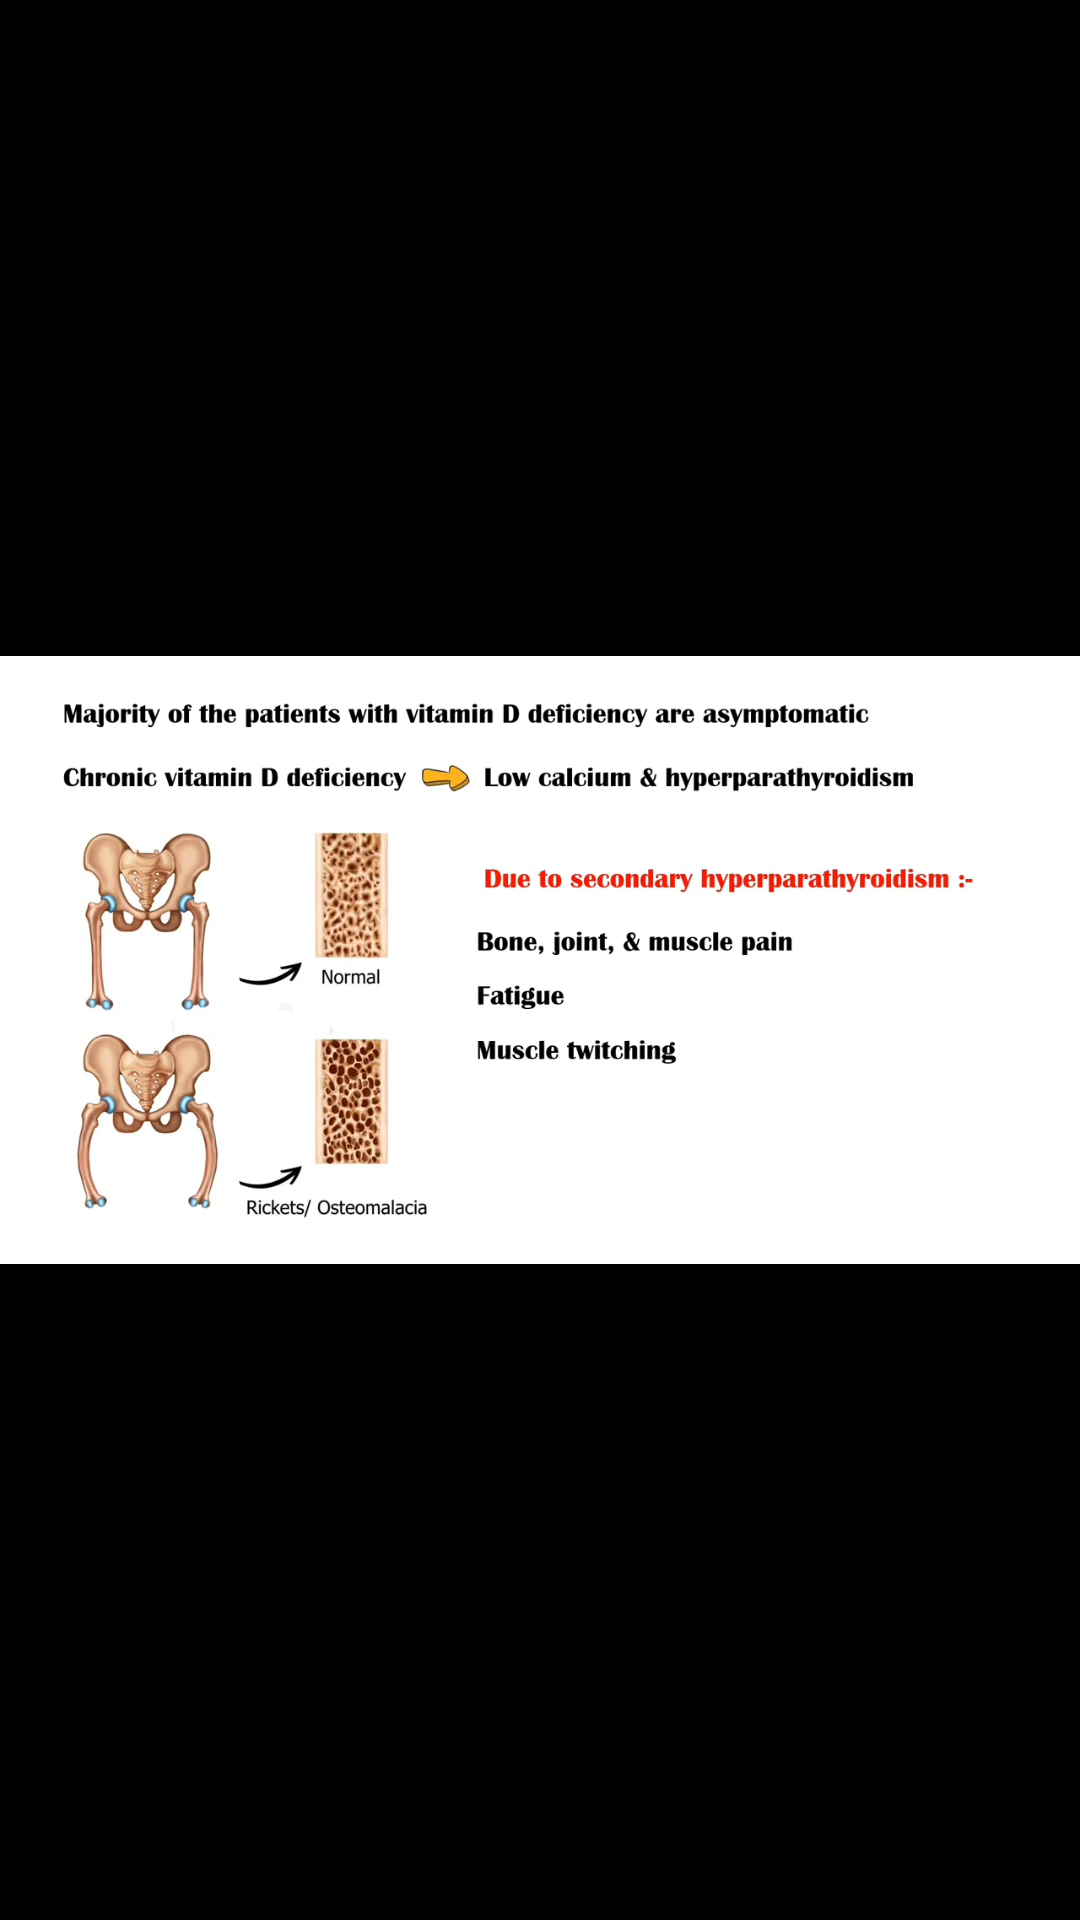 Majority of the patients with vitamin D deficiency are asymptomatic
Chronic vitamin D deficiency Low calcium & hyperparathyroidism
Due to secondary hyperparathyroidism :-
Bone, joint, & muscle pain
Normal
Fatigue
Muscle twitching
Rickets/ Osteomalacia